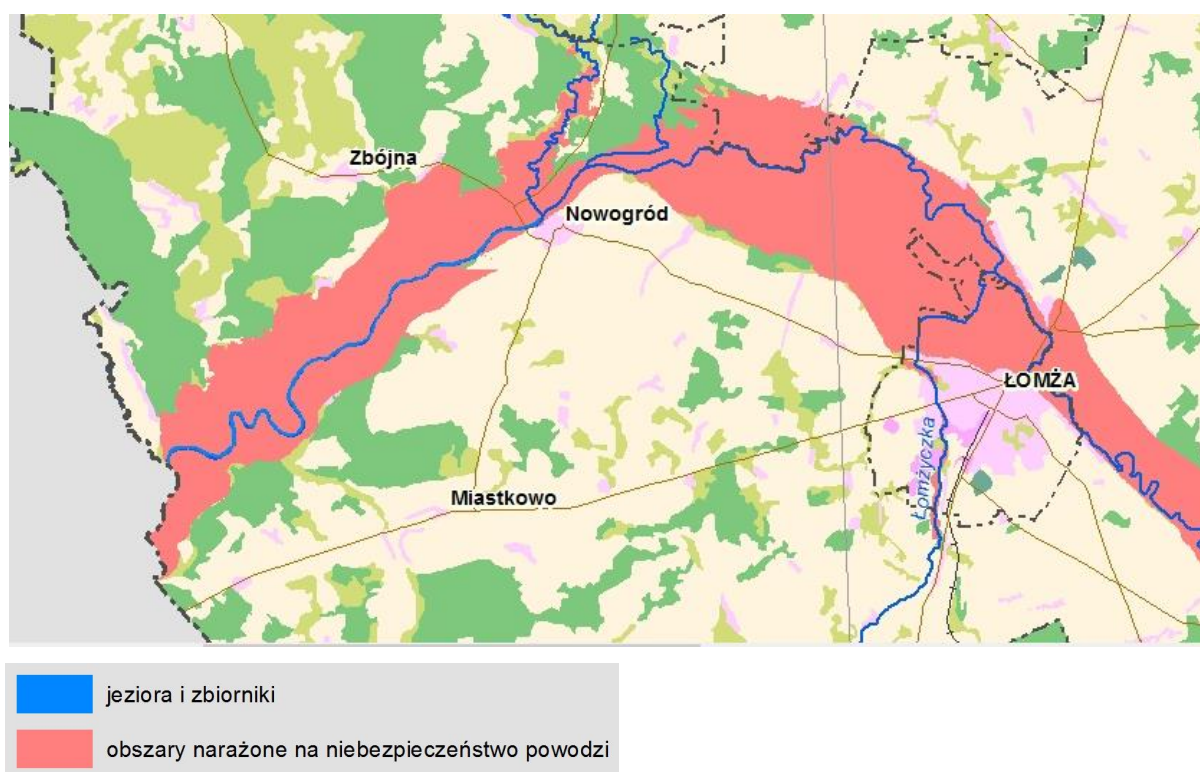 Zbójna
Nowogród
ŁOMŻA
Łomżyczka
Miastkowo
jeziora i zbiorniki
obszary narażone na niebezpieczeństwo powodzi